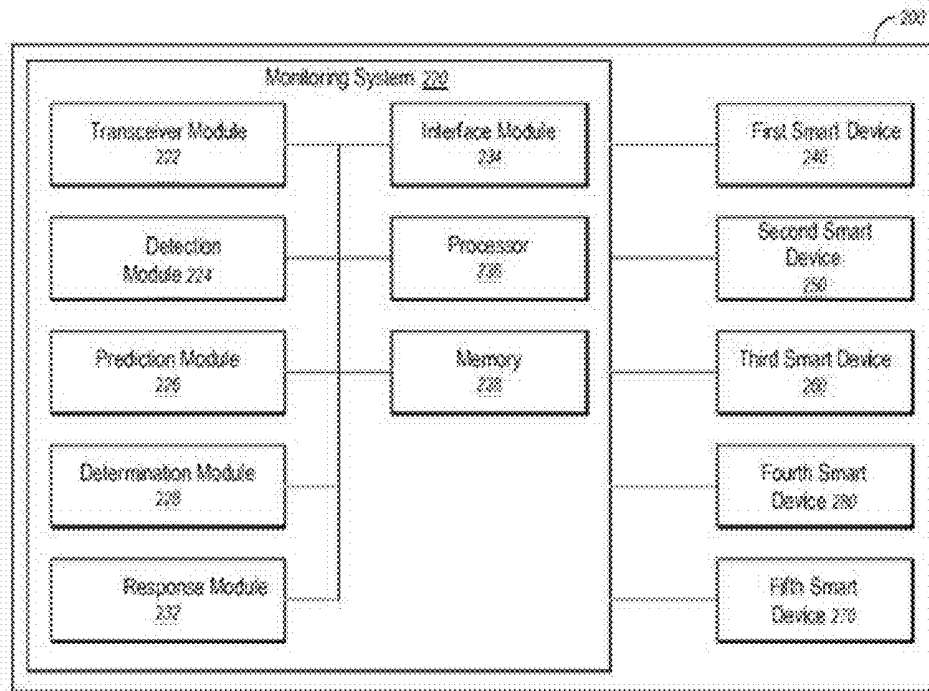 200
Monitoring System 220
Transceiver Module
222
Interface Module
234
First Smart Device
240
Detection
Module 224
Processor
236
Second Smart
Device
250
Prediction Module
226
Memory
238
Third Smart Device
260
Determination Module
228
Fourth Smart
Device 280
Response Module
232
Fifth Smart
Device 270